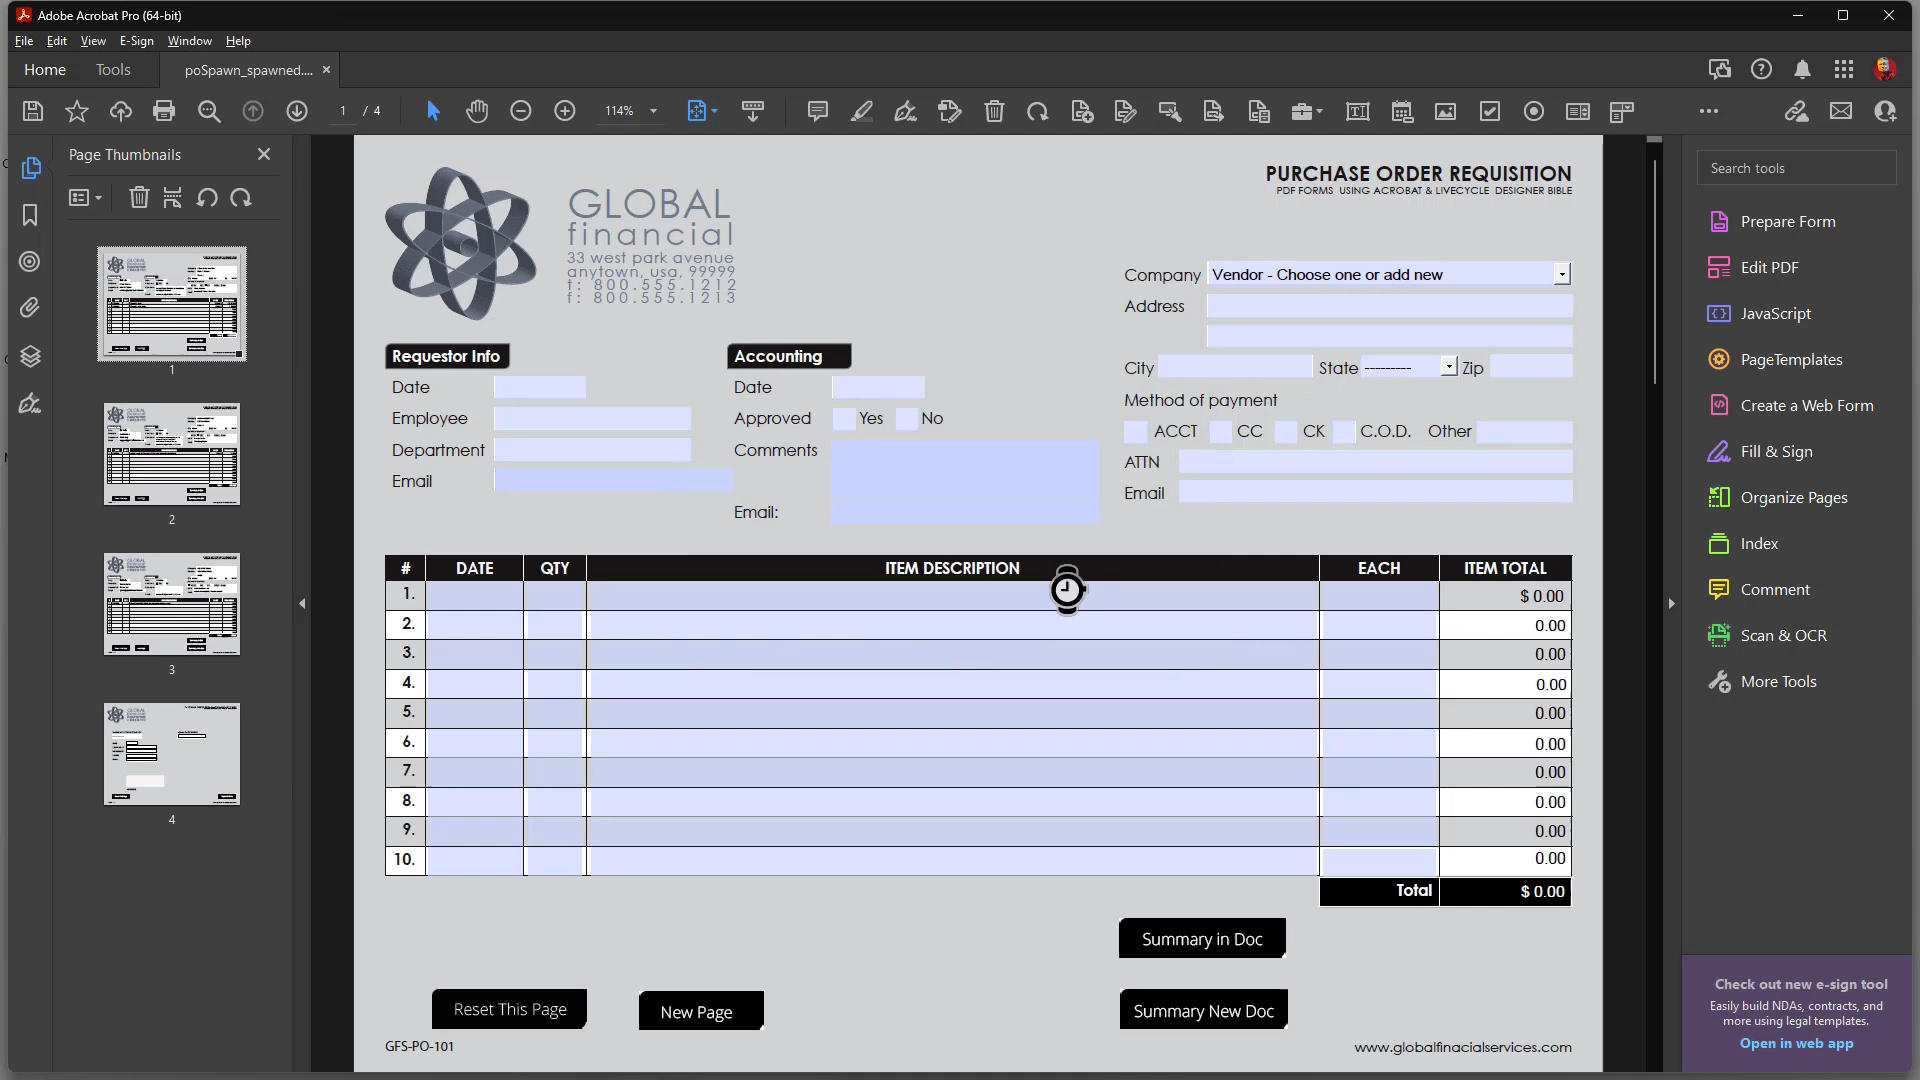 Adobe Acrobat Pro (64-bit)
File Edit View E-Sign Window Help
Home Tools poSpawn_spawned.... ×
1 / 4 114%
Page Thumbnails
1
2
3
4
GLOBAL
financial
33 west park avenue
anytown, usa, 99999
t: 800.555.1212
f: 800.555.1213
PURCHASE ORDER REQUISITION
PDF FORMS USING ACROBAT & LIVECYCLE DESIGNER BIBLE
Company Vendor - Choose one or add new
Address
City State --------- Zip
Method of payment
ACCT CC CK C.O.D. Other
ATTN
Email
Requestor Info
Date
Employee
Department
Email
Accounting
Date
Approved Yes No
Comments
Email:
# DATE QTY ITEM DESCRIPTION EACH ITEM TOTAL
1. $ 0.00
2. 0.00
3. 0.00
4. 0.00
5. 0.00
6. 0.00
7. 0.00
8. 0.00
9. 0.00
10. 0.00
Total $ 0.00
Summary in Doc
Reset This Page New Page Summary New Doc
GFS-PO-101 www.globalfinacialservices.com
Search tools
Prepare Form
Edit PDF
JavaScript
PageTemplates
Create a Web Form
Fill & Sign
Organize Pages
Index
Comment
Scan & OCR
More Tools
Check out new e-sign tool
Easily build NDAs, contracts, and
more using legal templates.
Open in web app